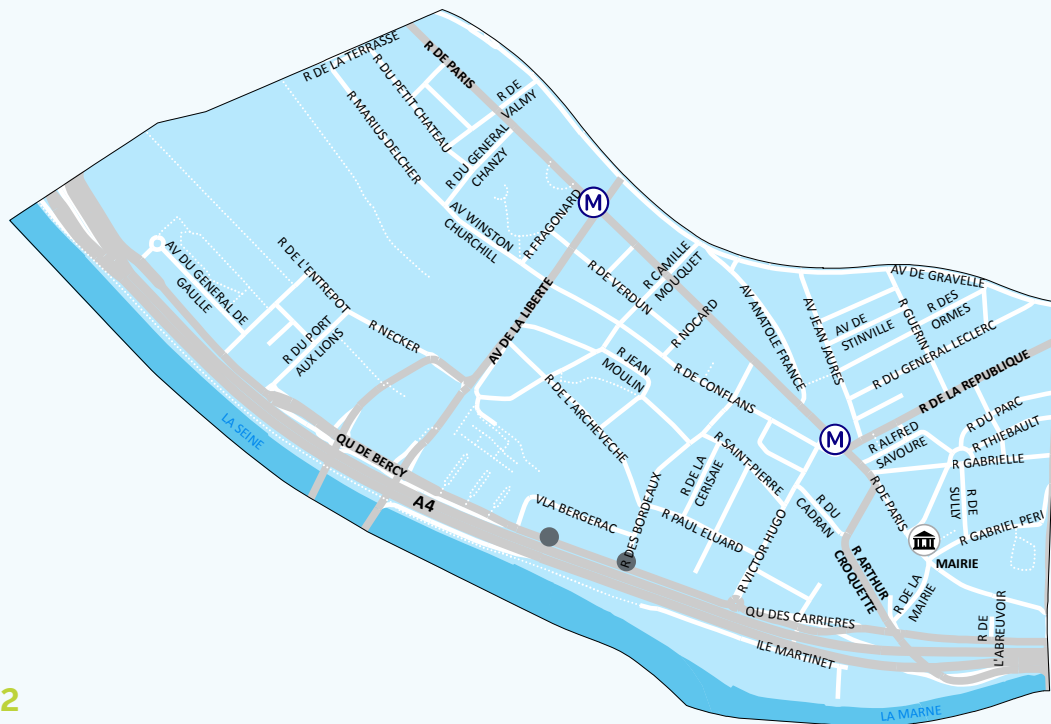 R DE LA TERRASSE
R DE PARIS
R DU PETIT CHATEAU
R MARIUS DELCHER
R DE
VALMY
R DU GENERAL
CHANZY
M
AV WINSTON
CHURCHILL
R FRAGONARD
R DE VERDUN
R CAMILLE
MOUQUET
R NOCARD
AV DE GRAVELLE
AV ANATOLE FRANCE
AV JEAN JAURES
AV DE
STINVILLE
R GUERIN
R DES
ORMES
R DU GENERAL LECLERC
R DE LA REPUBLIQUE
AV DU GENERAL DE
GAULLE
R DE L'ENTREPOT
R DU PORT
AUX LIONS
R NECKER
AV DE LA LIBERTE
R JEAN
MOULIN
R DE CONFLANS
R DE L'ARCHEVECHE
M
R ALFRED
SAVOURE
R DU PARC
R THIEBAULT
R GABRIELLE
LA SEINE
QU DE BERCY
A4
VLA BERGERAC
R DES BORDEAUX
R DE LA
CERISAIE
R SAINT-PIERRE
R PAUL ELUARD
R VICTOR HUGO
R DU
CADRAN
R DE PARIS
R DE
SULLY
R GABRIEL PERI
MAIRIE
R ARTHUR
CROQUETTE
R DE LA
MAIRIE
R DE
L'ABREUVOIR
QU DES CARRIERES
ILE MARTINET
LA MARNE
2